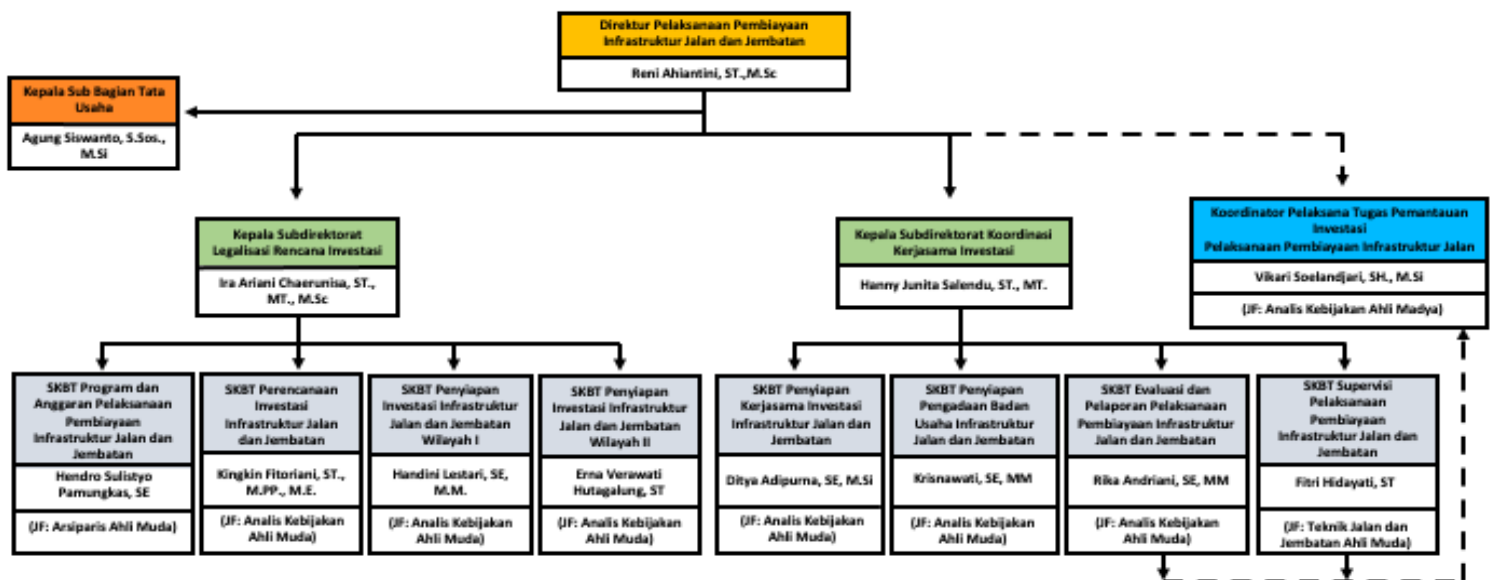 Direktur Pelaksanaan Pembiayaan
Infrastruktur Jalan dan Jembatan
Reni Ahiantini, ST.,M.Sc
Kepala Sub Bagian Tata
Usaha
Agung Siswanto, S.Sos.,
M.Si
Kepala Subdirektorat
Legalisasi Rencana Investasi
Ira Ariani Chaerunisa, ST.,
MT., M.Sc
Kepala Subdirektorat Koordinasi
Kerjasama Investasi
Hanny Junita Salendu, ST., MT.
Koordinator Pelaksana Tugas Pemantauan
Investasi
Pelaksanaan Pembiayaan Infrastruktur Jalan
Vikari Soelandjari, SH., M.Si
(JF: Analis Kebijakan Ahli Madya)
SKBT Program dan
Anggaran Pelaksanaan
Pembiayaan
Infrastruktur Jalan dan
Jembatan
Hendro Sulistyo
Pamungkas, SE
(JF: Arsiparis Ahli Muda)
SKBT Perencanaan
Investasi
Infrastruktur Jalan
dan Jembatan
Kingkin Fitoriani, ST.,
M.PP., M.E.
(JF: Analis Kebijakan
Ahli Muda)
SKBT Penyiapan
Investasi Infrastruktur
Jalan dan Jembatan
Wilayah I
Handini Lestari, SE,
M.M.
(JF: Analis Kebijakan
Ahli Muda)
SKBT Penyiapan
Investasi Infrastruktur
Jalan dan Jembatan
Wilayah II
Erna Verawati
Hutagalung, ST
(JF: Analis Kebijakan
Ahli Muda)
SKBT Penyiapan
Kerjasama Investasi
Infrastruktur Jalan dan
Jembatan
Ditya Adipurna, SE, M.Si
(JF: Analis Kebijakan
Ahli Muda)
SKBT Penyiapan
Pengadaan Badan
Usaha Infrastruktur
Jalan dan Jembatan
Krisnawati, SE, MM
(JF: Analis Kebijakan
Ahli Muda)
SKBT Evaluasi dan
Pelaporan Pelaksanaan
Pembiayaan Infrastruktur
Jalan dan Jembatan
Rika Andriani, SE, MM
(JF: Analis Kebijakan
Ahli Muda)
SKBT Supervisi
Pelaksanaan
Pembiayaan
Infrastruktur Jalan dan
Jembatan
Fitri Hidayati, ST
(JF: Teknik Jalan dan
Jembatan Ahli Muda)